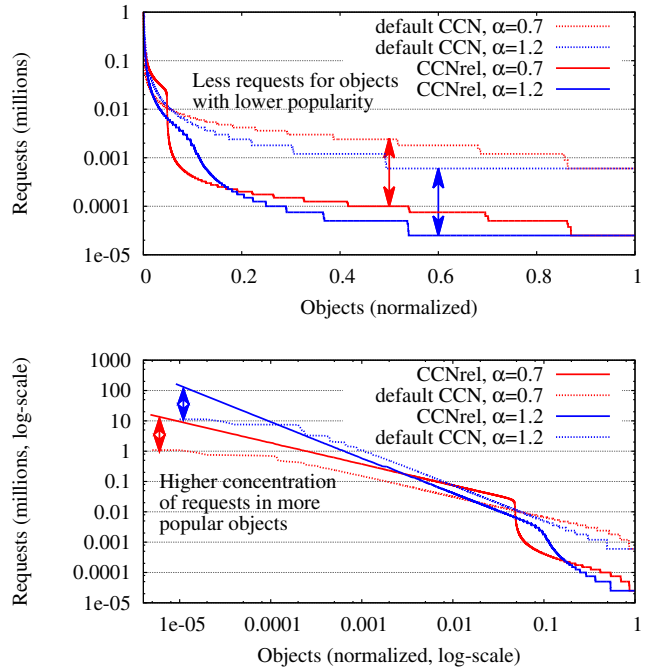 1
0.1
0.01
0.001
0.0001
1e-05
Requests (millions)
default CCN, α=0.7
default CCN, α=1.2
CCNrel, α=0.7
CCNrel, α=1.2
Less requests for objects
with lower popularity
0 0.2 0.4 0.6 0.8 1
Objects (normalized)
1000
100
10
1
0.1
0.01
0.001
0.0001
1e-05
Requests (millions, log-scale)
CCNrel, α=0.7
default CCN, α=0.7
CCNrel, α=1.2
default CCN, α=1.2
Higher concentration
of requests in more
popular objects
1e-05 0.0001 0.001 0.01 0.1 1
Objects (normalized, log-scale)